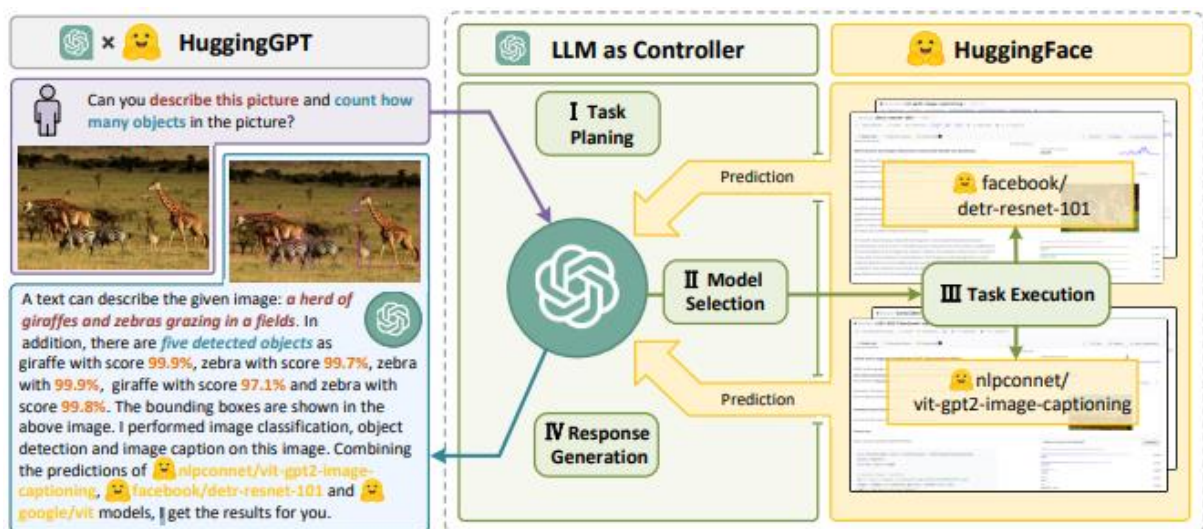 HuggingGPT
LLM as Controller
HuggingFace
Can you describe this picture and count how
many objects in the picture?
A text can describe the given image: a herd of
giraffes and zebras grazing in a fields. In
addition, there are five detected objects as
giraffe with score 99.9%, zebra with score 99.7%, zebra
with 99.9%, giraffe with score 97.1% and zebra with
score 99.8%. The bounding boxes are shown in the
above image. I performed image classification, object
detection and image caption on this image. Combining
the predictions of nlpconnet/vit-gpt2-image-
captioning, facebook/detr-resnet-101 and
google/vit models, I get the results for you.
I Task
Planing
Prediction
II Model
Selection
Prediction
IV Response
Generation
facebook/
detr-resnet-101
III Task Execution
nlpconnet/
vit-gpt2-image-captioning